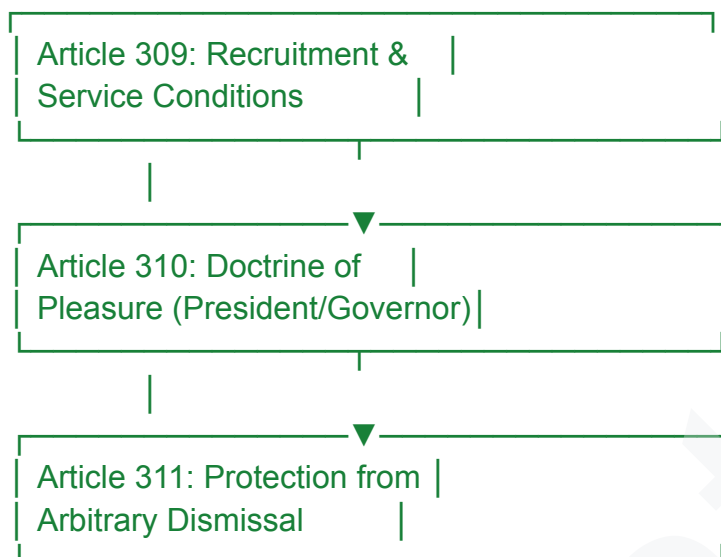 Article 309: Recruitment &
Service Conditions
Article 310: Doctrine of
Pleasure (President/Governor)
Article 311: Protection from
Arbitrary Dismissal